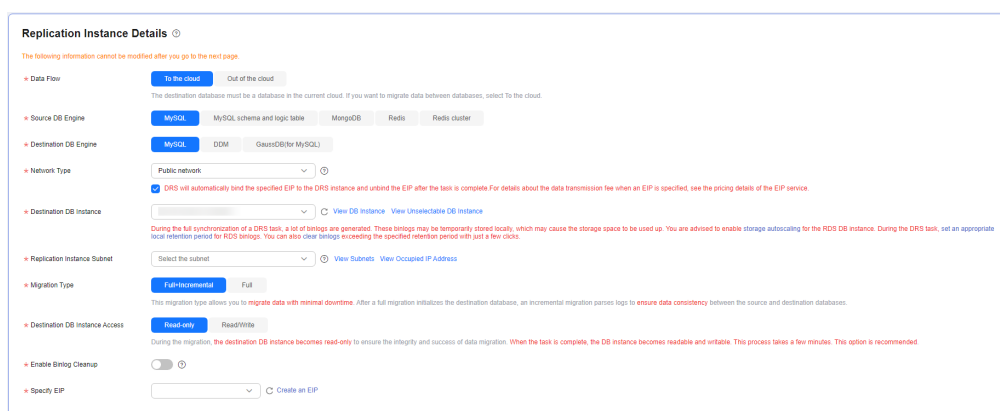 Replication Instance Details
The following information cannot be modified after you go to the next page.
* Data Flow To the cloud Out of the cloud
The destination database must be a database in the current cloud. If you want to migrate data between databases, select To the cloud.
* Source DB Engine MySQL MySQL schema and logic table MongoDB Redis Redis cluster
* Destination DB Engine MySQL DDM GaussDB(for MySQL)
* Network Type Public network
DRS will automatically bind the specified EIP to the DRS instance and unbind the EIP after the task is complete.For details about the data transmission fee when an EIP is specified, see the pricing details of the EIP service.
* Destination DB Instance View DB Instance View Unselectable DB Instance
During the full synchronization of a DRS task, a lot of binlogs are generated. These binlogs may be temporarily stored locally, which may cause the storage space to be used up. You are advised to enable storage autoscaling for the RDS DB instance. During the DRS task, set an appropriate
local retention period for RDS binlogs. You can also clear binlogs exceeding the specified retention period with just a few clicks.
* Replication Instance Subnet Select the subnet View Subnets View Occupied IP Address
* Migration Type Full+Incremental Full
This migration type allows you to migrate data with minimal downtime. After a full migration initializes the destination database, an incremental migration parses logs to ensure data consistency between the source and destination databases.
* Destination DB Instance Access Read-only Read/Write
During the migration, the destination DB instance becomes read-only to ensure the integrity and success of data migration. When the task is complete, the DB instance becomes readable and writable. This process takes a few minutes. This option is recommended.
* Enable Binlog Cleanup
* Specify EIP Create an EIP